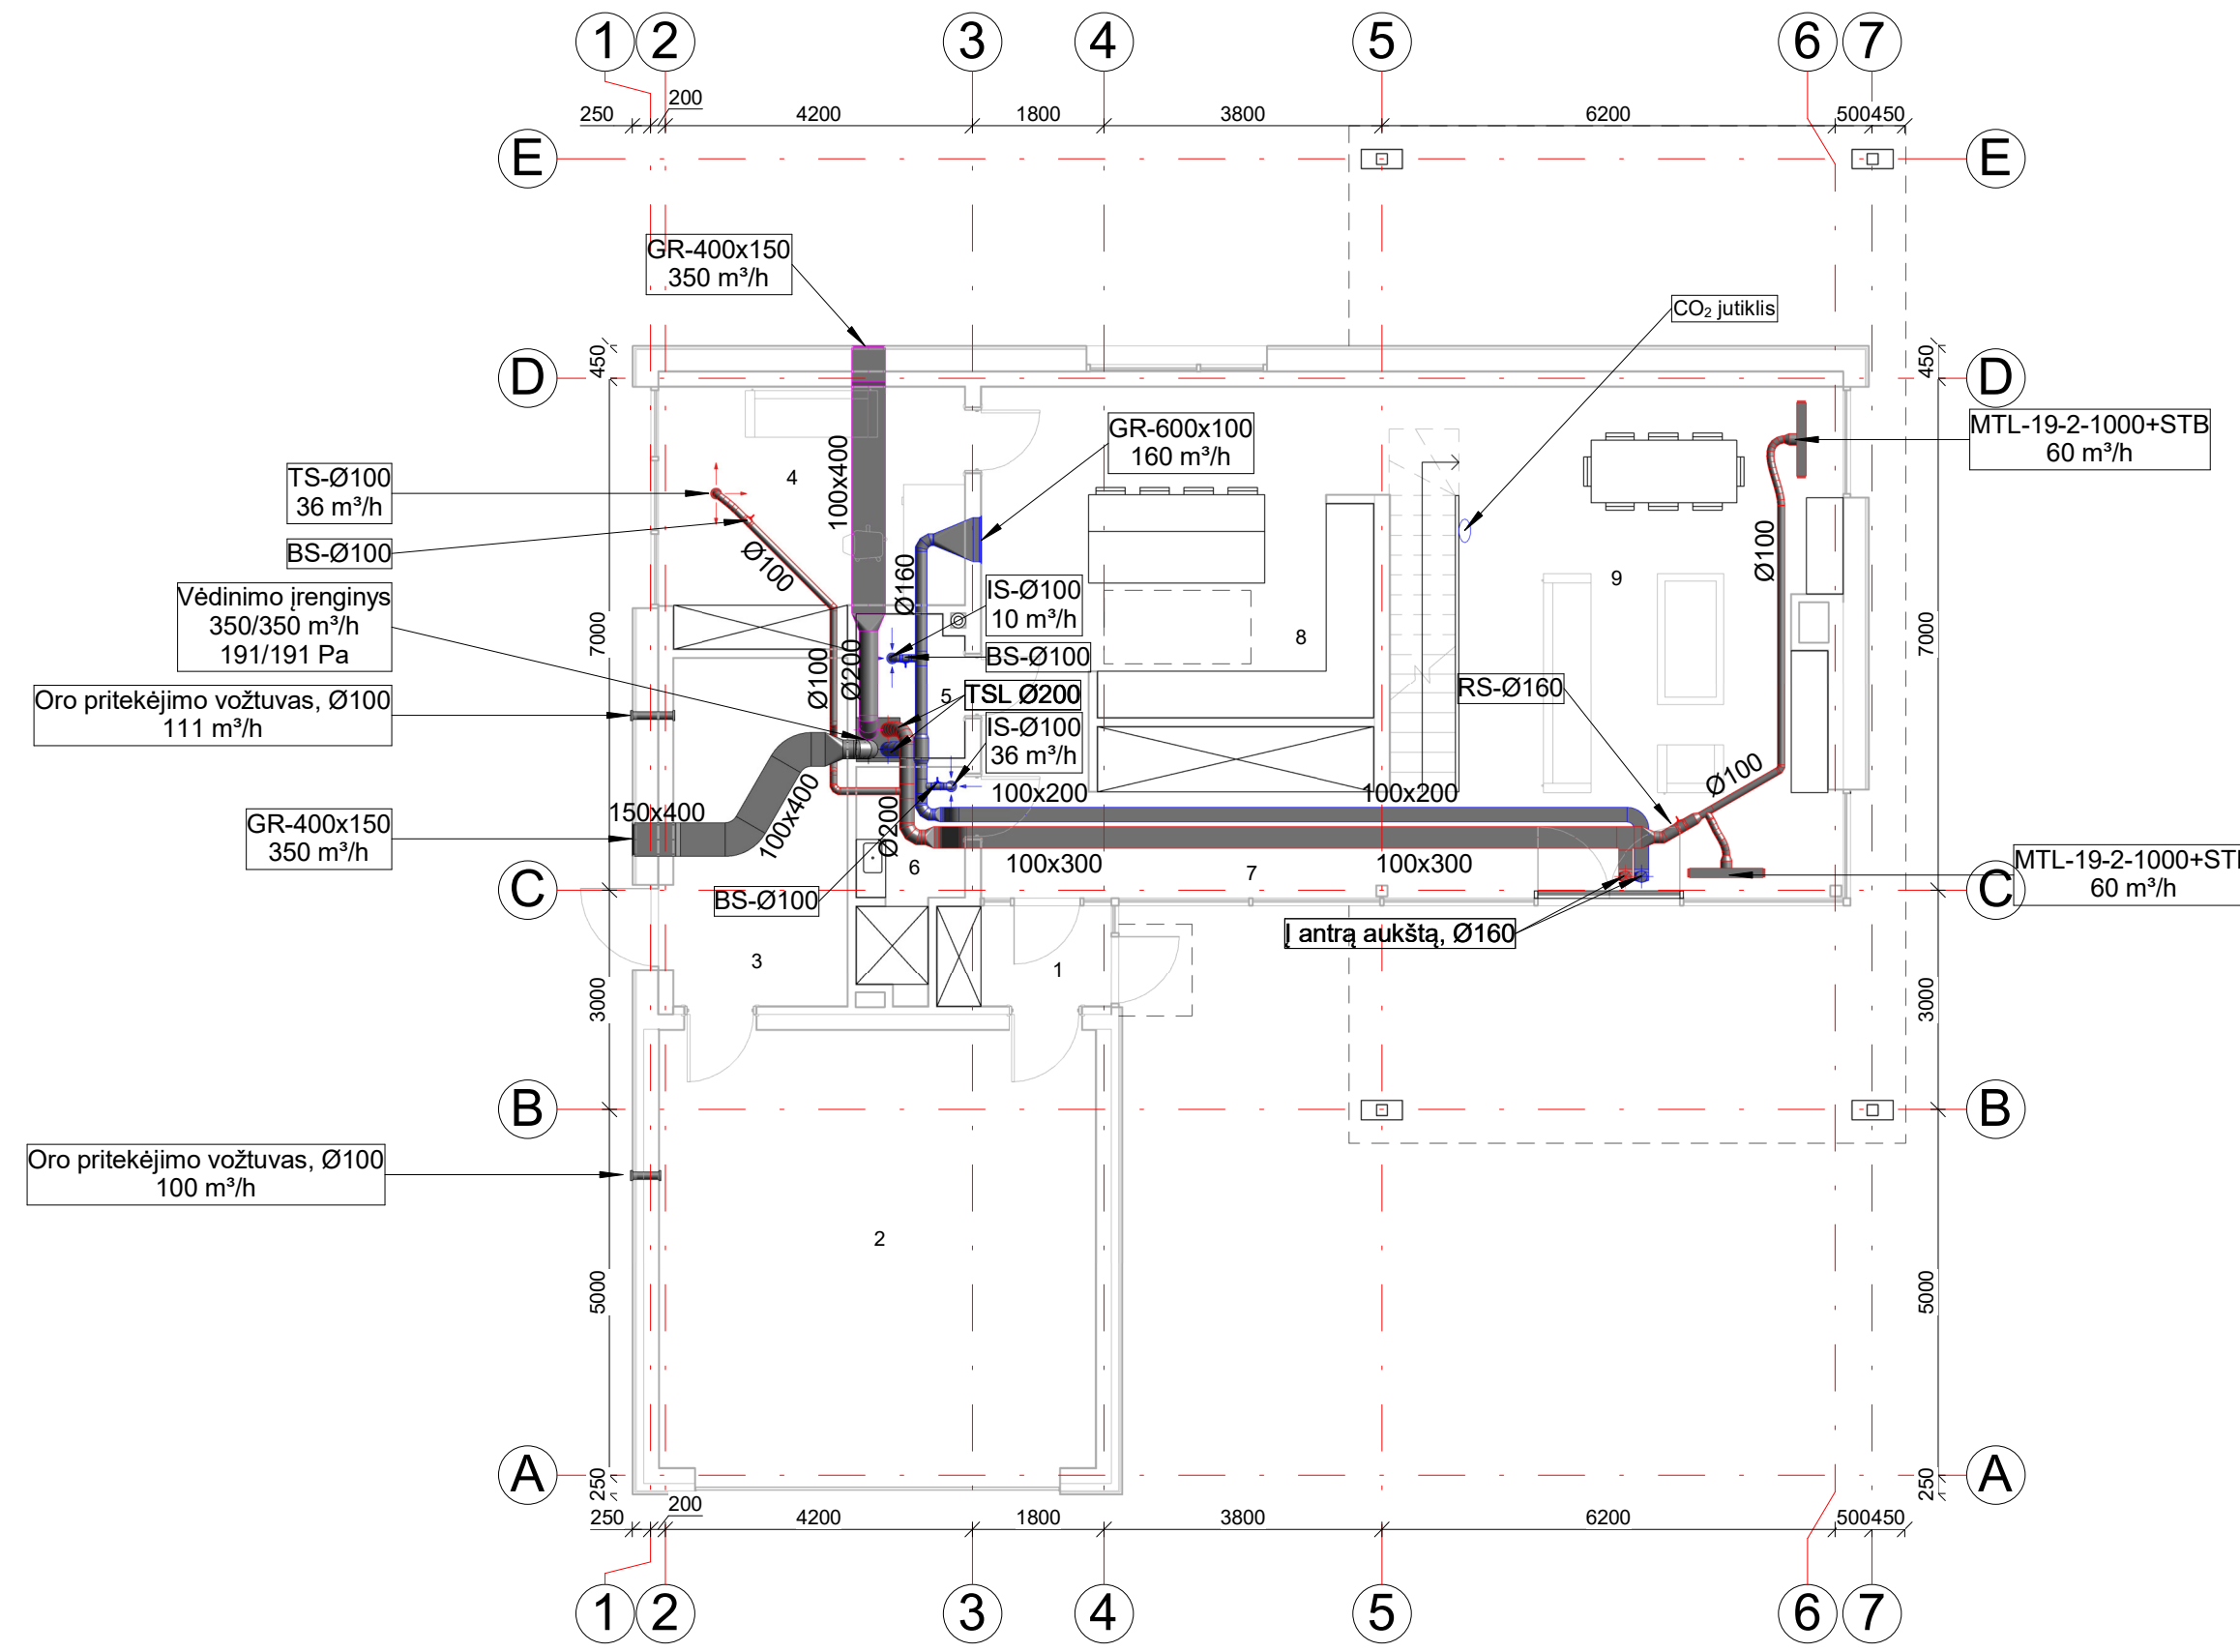 1 2 3 4 5 6 7
250 200 4200 1800 3800 6200 500 450
E E
GR-400x150
350 m³/h
CO₂ jutiklis
450 450
D D
GR-600x100
160 m³/h
MTL-19-2-1000+STB
60 m³/h
TS-Ø100
36 m³/h
4
100x400
BS-Ø100
Ø100
Ø160
Ø100
9
Vėdinimo įrenginys
350/350 m³/h
191/191 Pa
IS-Ø100
10 m³/h
7000
8
7000
BS-Ø100
Ø100
Ø200
Oro pritekėjimo vožtuvas, Ø100
111 m³/h
5
TSL Ø200
RS-Ø160
IS-Ø100
36 m³/h
Ø100
100x200 100x200
GR-400x150
350 m³/h
150x400
100x400
Ø200
6
100x300
7
100x300
MTL-19-2-1000+STB
60 m³/h
C C
BS-Ø100
Į antrą aukštą, Ø160
3
1
3000 3000
B B
Oro pritekėjimo vožtuvas, Ø100
100 m³/h
2
5000 5000
A A
250 250
250 200 4200 1800 3800 6200 500 450
1 2 3 4 5 6 7